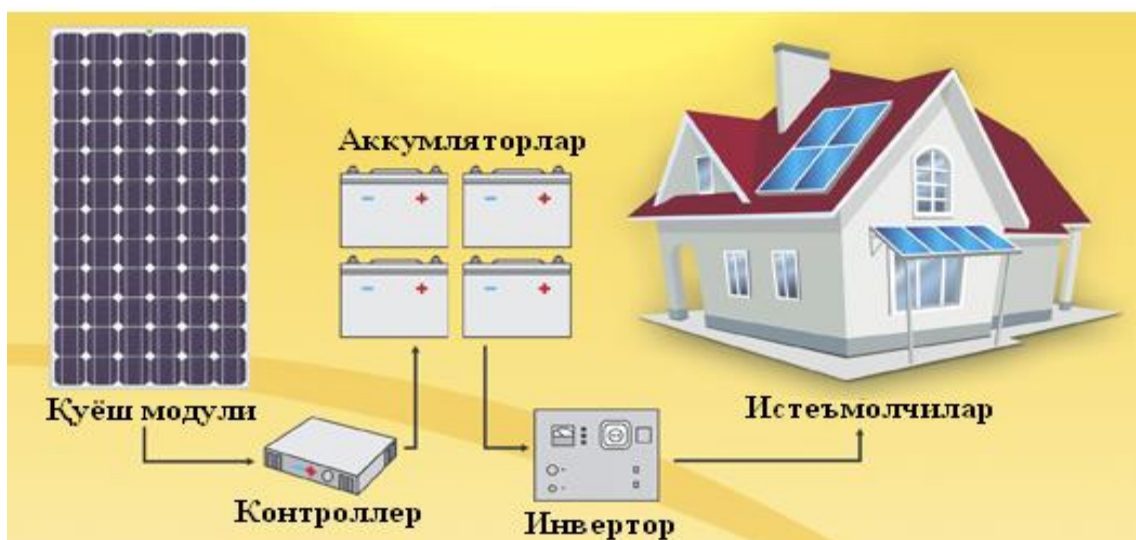 Аккумляторлар
Қуёш модули
Истеъмолчилар
Контроллер
Инвертор